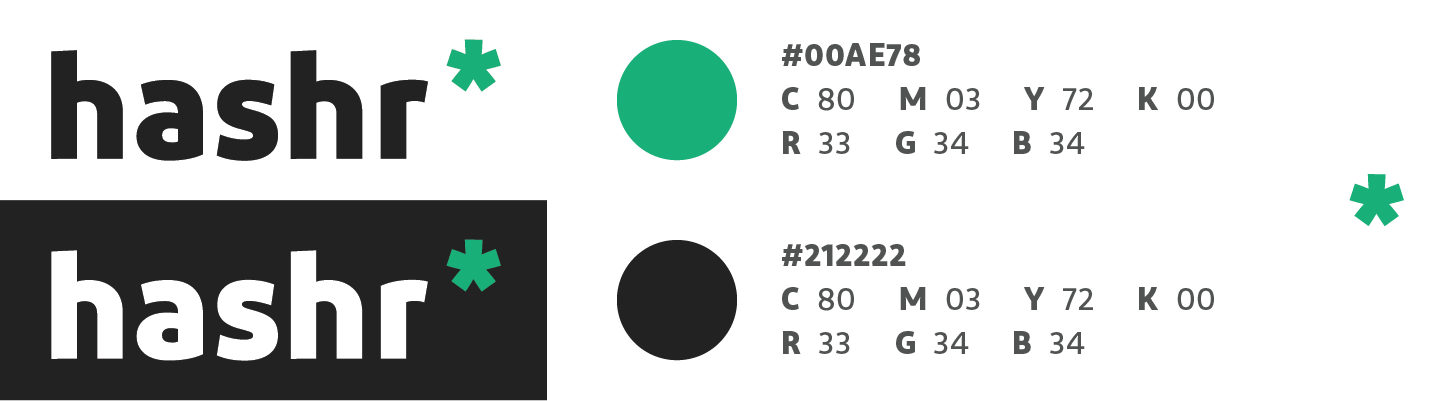 hashr*
#00AE78
C 80 M 03 Y 72 K 00
R 33 G 34 B 34
*
hashr*
#212222
C 80 M 03 Y 72 K 00
R 33 G 34 B 34